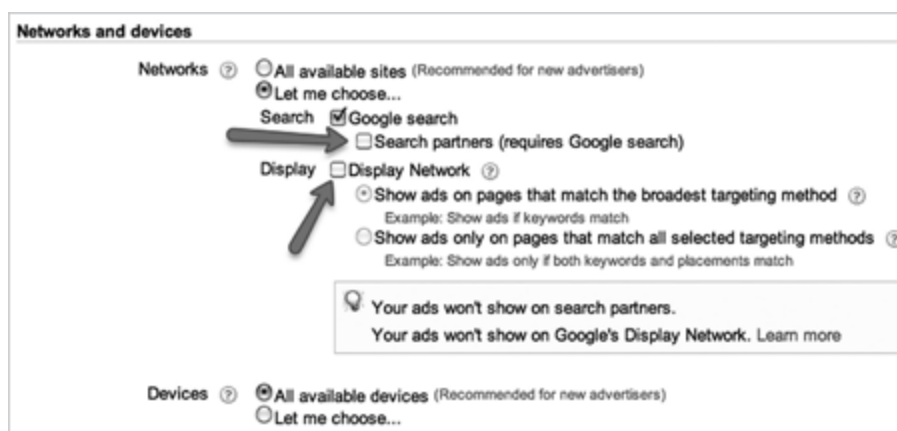 Networks and devices
Networks ? All available sites (Recommended for new advertisers)
Let me choose...
Search Google search
Search partners (requires Google search)
Display Display Network ?
Show ads on pages that match the broadest targeting method ?
Example: Show ads if keywords match
Show ads only on pages that match all selected targeting methods ?
Example: Show ads only if both keywords and placements match
Your ads won't show on search partners.
Your ads won't show on Google's Display Network. Learn more
Devices ? All available devices (Recommended for new advertisers)
Let me choose...